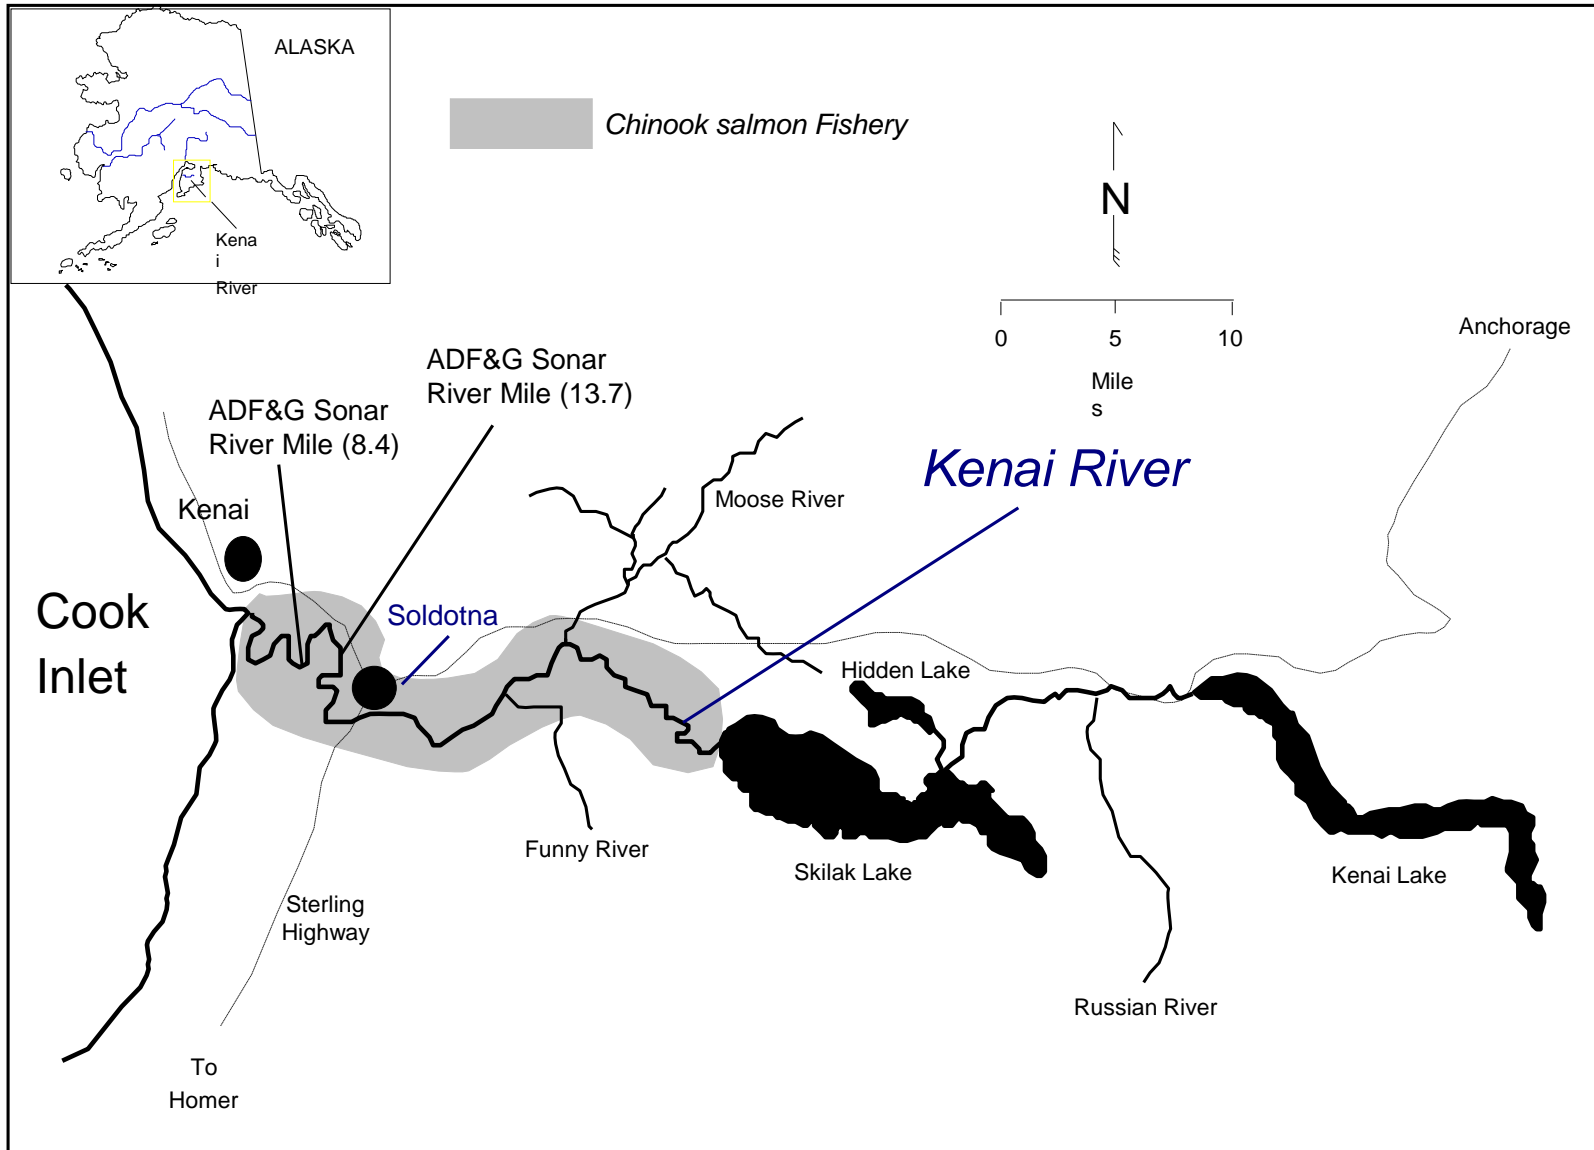 ALASKA
Kena
i
River
Chinook salmon Fishery
N
0 5 10
Mile
s
Anchorage
ADF&G Sonar
River Mile (13.7)
ADF&G Sonar
River Mile (8.4)
Kenai River
Moose River
Kenai
Cook
Inlet
Soldotna
Hidden Lake
Funny River
Skilak Lake
Kenai Lake
Sterling
Highway
Russian River
To
Homer